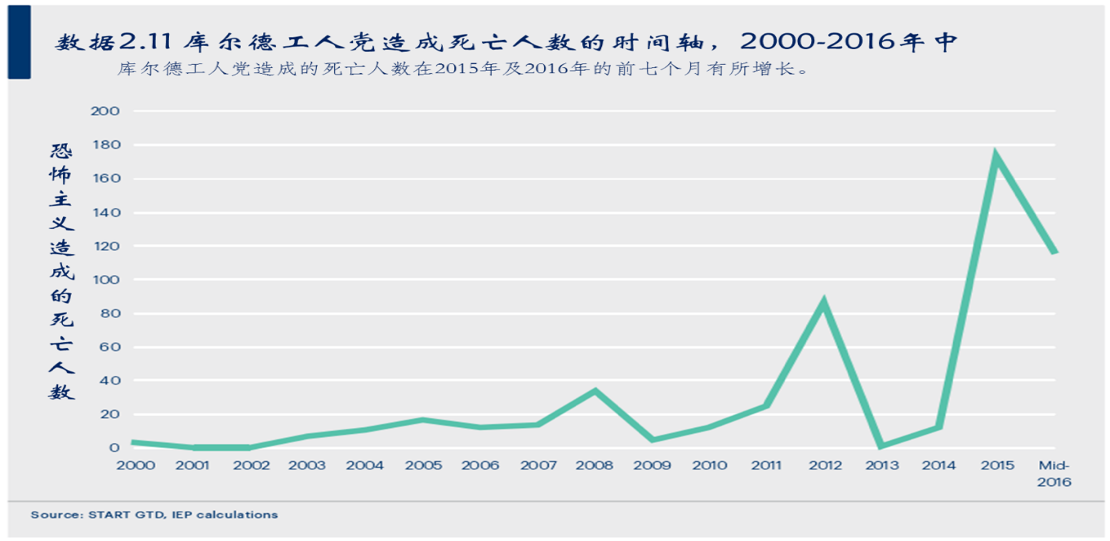 数据2.11 库尔德工人党造成死亡人数的时间轴，2000-2016年中
库尔德工人党造成的死亡人数在2015年及2016年的前七个月有所增长。
恐怖主义造成的死亡人数
200
180
160
140
120
100
80
60
40
20
0
2000 2001 2002 2003 2004 2005 2006 2007 2008 2009 2010 2011 2012 2013 2014 2015 Mid-
2016
Source: START GTD, IEP calculations